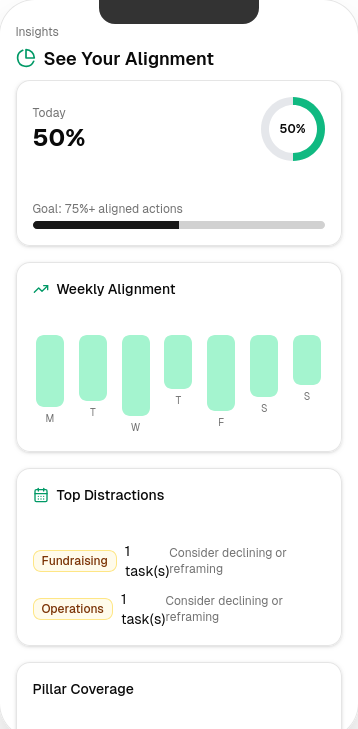 Insights
See Your Alignment
Today
50%
50%
Goal: 75%+ aligned actions
Weekly Alignment
M
T
W
T
F
S
S
Top Distractions
Fundraising
1
task(s)
Consider declining or
reframing
Operations
1
task(s)
Consider declining or
reframing
Pillar Coverage